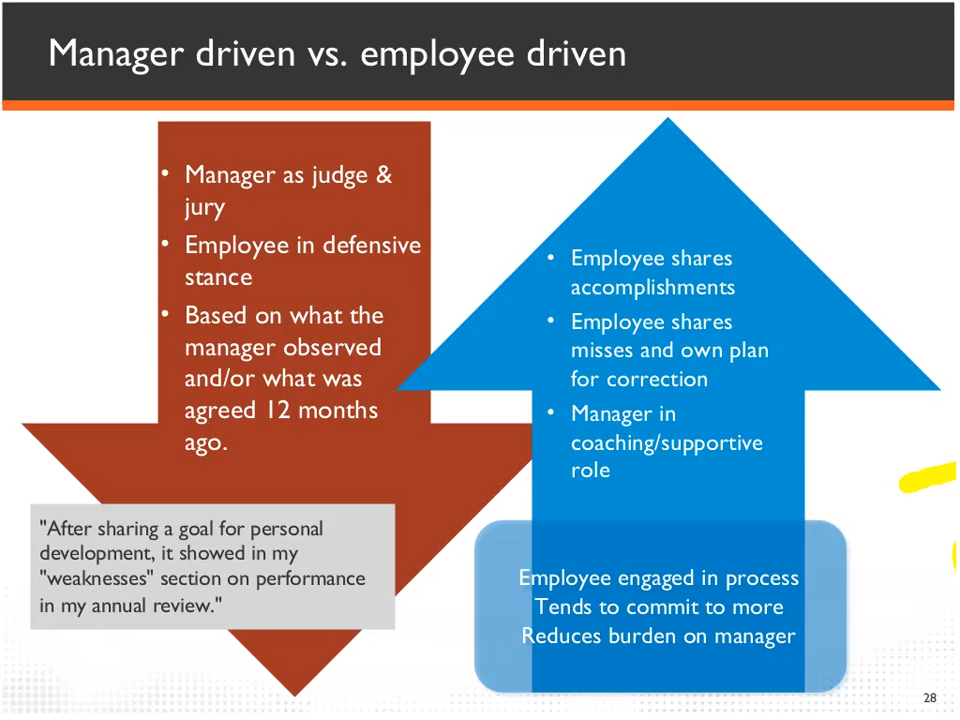 Manager driven vs. employee driven
• Manager as judge &
jury
• Employee in defensive
stance
• Based on what the
manager observed
and/or what was
agreed 12 months
ago.
"After sharing a goal for personal
development, it showed in my
"weaknesses" section on performance
in my annual review."
• Employee shares
accomplishments
• Employee shares
misses and own plan
for correction
• Manager in
coaching/supportive
role
Employee engaged in process
Tends to commit to more
Reduces burden on manager
28